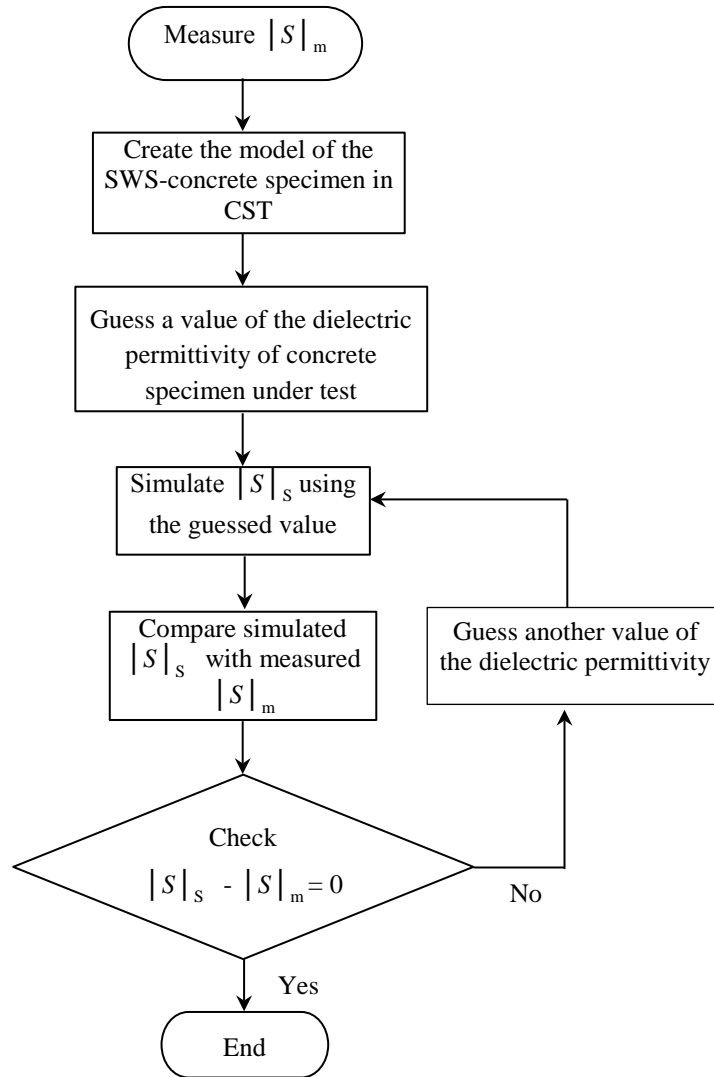 Measure |S|m
Create the model of the
SWS-concrete specimen in
CST
Guess a value of the dielectric
permittivity of concrete
specimen under test
Simulate |S|S using
the guessed value
Compare simulated
|S|S with measured
|S|m
Guess another value of
the dielectric permittivity
Check
|S|S - |S|m = 0
No
Yes
End